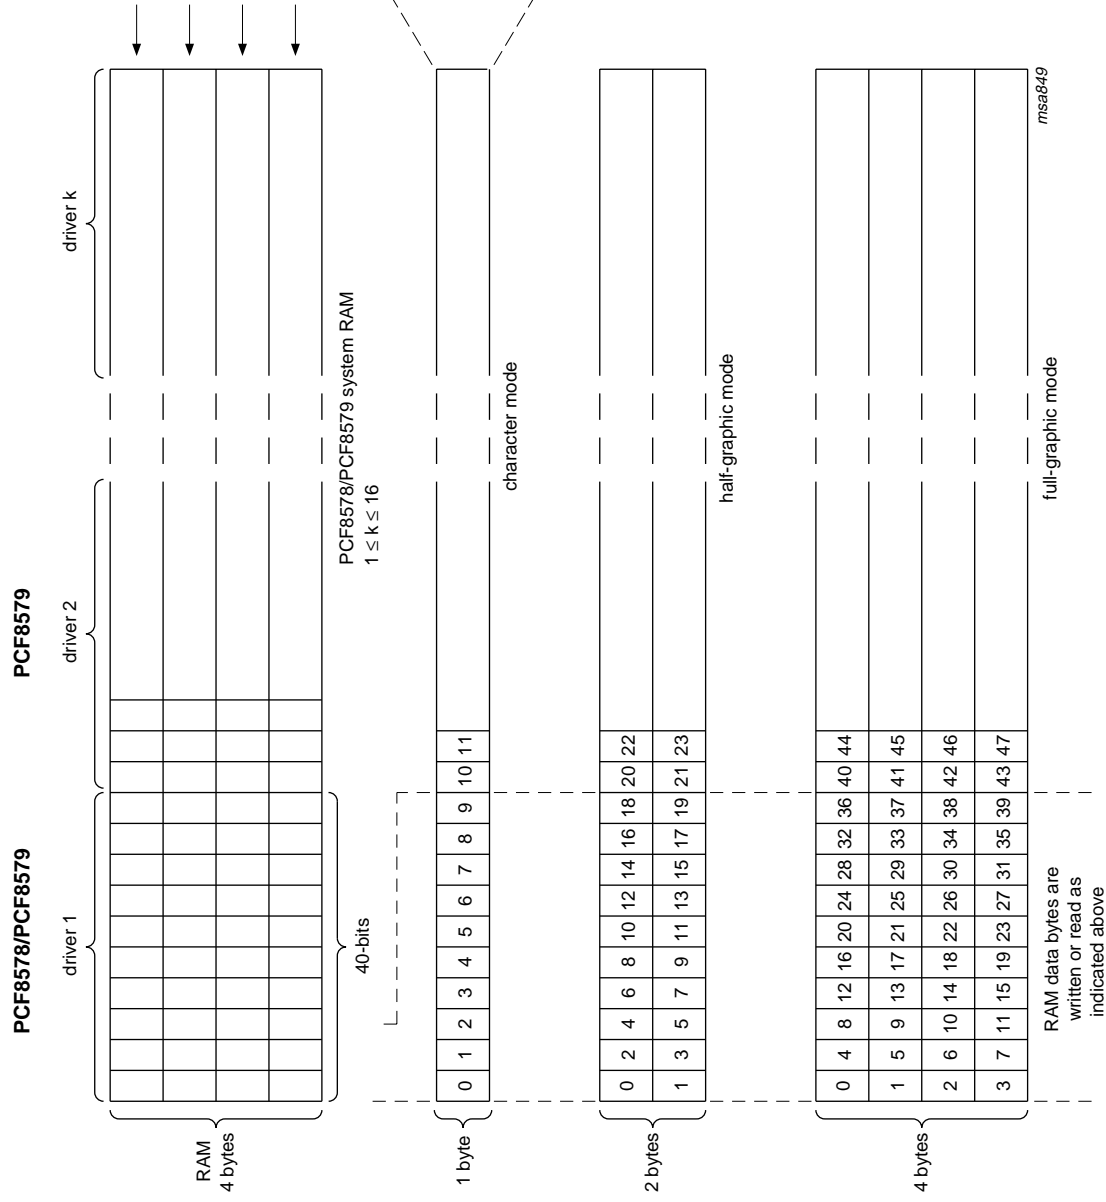 PCF8578/PCF8579
PCF8579
driver 1
driver 2
driver k
RAM
4 bytes
40-bits
PCF8578/PCF8579 system RAM
1 ≤ k ≤ 16
1 byte
0 1 2 3 4 5 6 7 8 9 10 11
character mode
2 bytes
0 2 4 6 8 10 12 14 16 18 20 22
1 3 5 7 9 11 13 15 17 19 21 23
half-graphic mode
4 bytes
0 4 8 12 16 20 24 28 32 36 40 44
1 5 9 13 17 21 25 29 33 37 41 45
2 6 10 14 18 22 26 30 34 38 42 46
3 7 11 15 19 23 27 31 35 39 43 47
full-graphic mode
RAM data bytes are
written or read as
indicated above
msa849